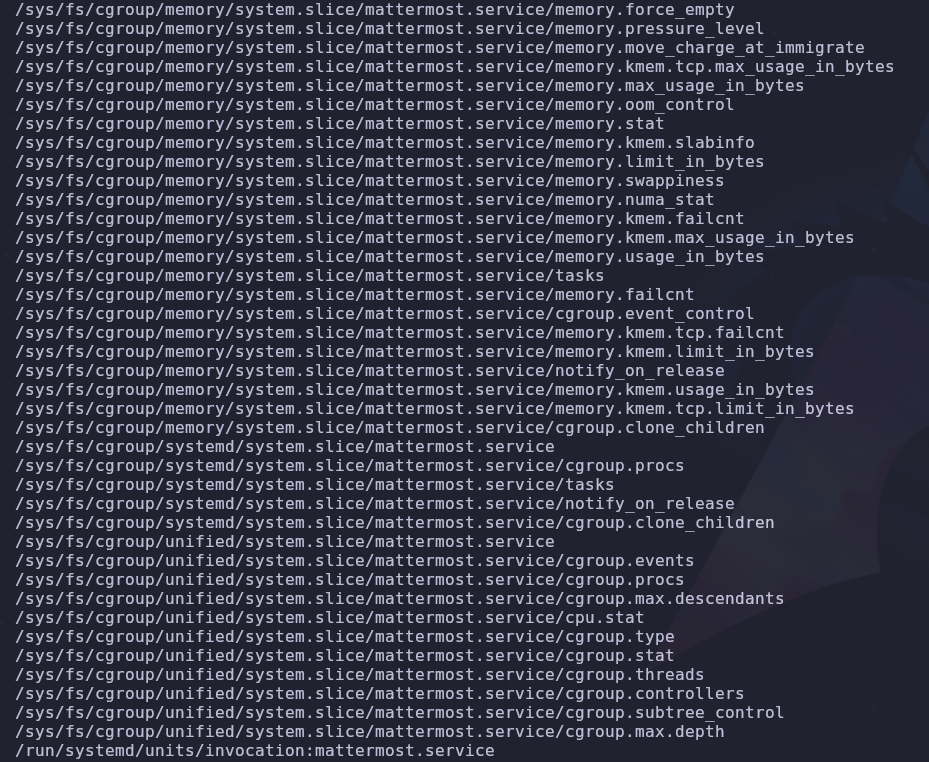 /sys/fs/cgroup/memory/system.slice/mattermost.service/memory.force_empty
/sys/fs/cgroup/memory/system.slice/mattermost.service/memory.pressure_level
/sys/fs/cgroup/memory/system.slice/mattermost.service/memory.move_charge_at_immigrate
/sys/fs/cgroup/memory/system.slice/mattermost.service/memory.kmem.tcp.max_usage_in_bytes
/sys/fs/cgroup/memory/system.slice/mattermost.service/memory.max_usage_in_bytes
/sys/fs/cgroup/memory/system.slice/mattermost.service/memory.oom_control
/sys/fs/cgroup/memory/system.slice/mattermost.service/memory.stat
/sys/fs/cgroup/memory/system.slice/mattermost.service/memory.kmem.slabinfo
/sys/fs/cgroup/memory/system.slice/mattermost.service/memory.limit_in_bytes
/sys/fs/cgroup/memory/system.slice/mattermost.service/memory.swappiness
/sys/fs/cgroup/memory/system.slice/mattermost.service/memory.numa_stat
/sys/fs/cgroup/memory/system.slice/mattermost.service/memory.kmem.failcnt
/sys/fs/cgroup/memory/system.slice/mattermost.service/memory.kmem.max_usage_in_bytes
/sys/fs/cgroup/memory/system.slice/mattermost.service/memory.usage_in_bytes
/sys/fs/cgroup/memory/system.slice/mattermost.service/tasks
/sys/fs/cgroup/memory/system.slice/mattermost.service/memory.failcnt
/sys/fs/cgroup/memory/system.slice/mattermost.service/cgroup.event_control
/sys/fs/cgroup/memory/system.slice/mattermost.service/memory.kmem.tcp.failcnt
/sys/fs/cgroup/memory/system.slice/mattermost.service/memory.kmem.limit_in_bytes
/sys/fs/cgroup/memory/system.slice/mattermost.service/notify_on_release
/sys/fs/cgroup/memory/system.slice/mattermost.service/memory.kmem.usage_in_bytes
/sys/fs/cgroup/memory/system.slice/mattermost.service/memory.kmem.tcp.limit_in_bytes
/sys/fs/cgroup/memory/system.slice/mattermost.service/cgroup.clone_children
/sys/fs/cgroup/systemd/system.slice/mattermost.service
/sys/fs/cgroup/systemd/system.slice/mattermost.service/cgroup.procs
/sys/fs/cgroup/systemd/system.slice/mattermost.service/tasks
/sys/fs/cgroup/systemd/system.slice/mattermost.service/notify_on_release
/sys/fs/cgroup/systemd/system.slice/mattermost.service/cgroup.clone_children
/sys/fs/cgroup/unified/system.slice/mattermost.service
/sys/fs/cgroup/unified/system.slice/mattermost.service/cgroup.events
/sys/fs/cgroup/unified/system.slice/mattermost.service/cgroup.procs
/sys/fs/cgroup/unified/system.slice/mattermost.service/cgroup.max.descendants
/sys/fs/cgroup/unified/system.slice/mattermost.service/cpu.stat
/sys/fs/cgroup/unified/system.slice/mattermost.service/cgroup.type
/sys/fs/cgroup/unified/system.slice/mattermost.service/cgroup.stat
/sys/fs/cgroup/unified/system.slice/mattermost.service/cgroup.threads
/sys/fs/cgroup/unified/system.slice/mattermost.service/cgroup.controllers
/sys/fs/cgroup/unified/system.slice/mattermost.service/cgroup.subtree_control
/sys/fs/cgroup/unified/system.slice/mattermost.service/cgroup.max.depth
/run/systemd/units/invocation:mattermost.service